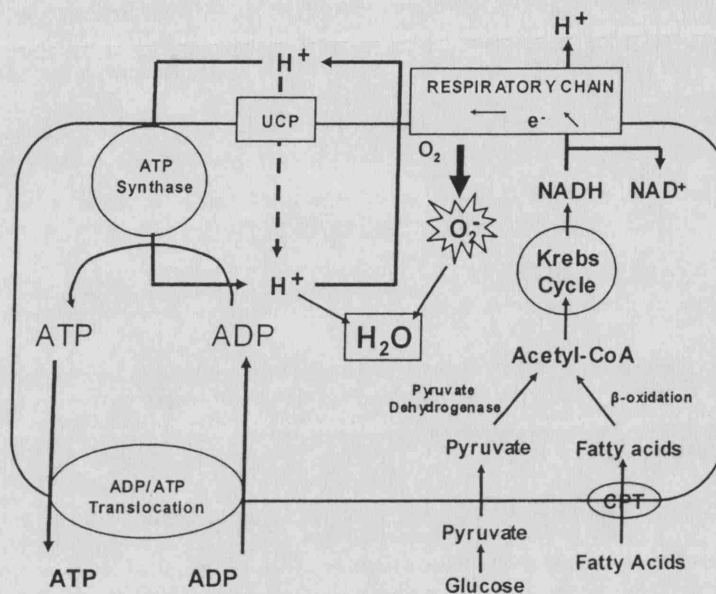 H+
H+
RESPIRATORY CHAIN
e-
UCP
O2
ATP
Synthase
NADH
NAD+
O2-
Krebs
Cycle
H+
H2O
ATP
ADP
Acetyl-CoA
Pyruvate
Dehydrogenase
β-oxidation
Pyruvate
Fatty acids
ADP/ATP
Translocation
CPT
Pyruvate
Fatty Acids
ATP
ADP
Glucose